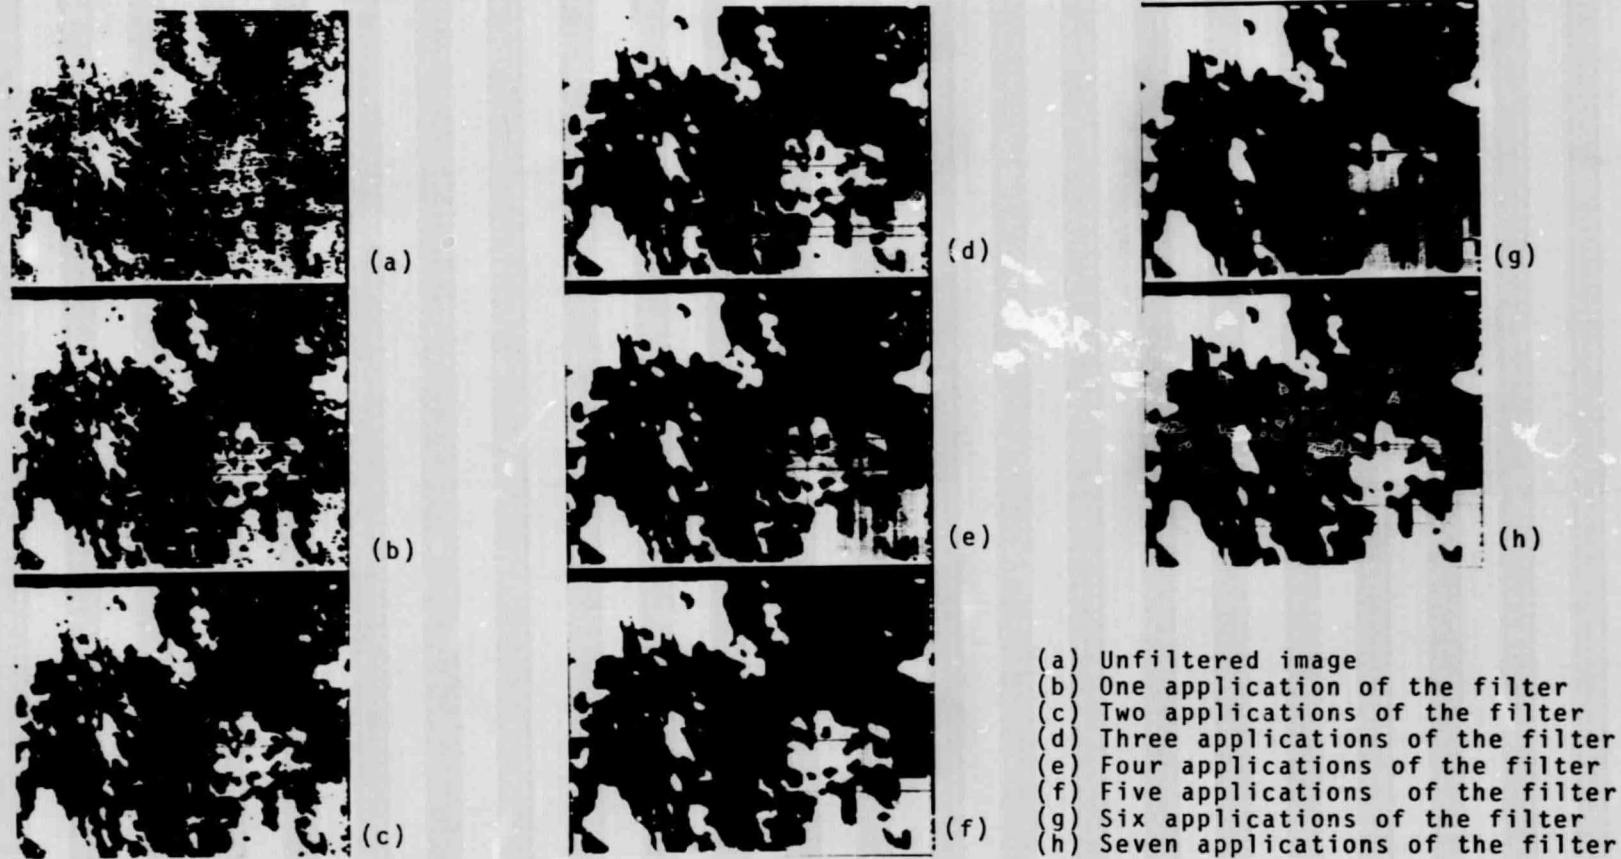 (a)
(b)
(c)
(d)
(e)
(f)
(g)
(h)
(a) Unfiltered image
(b) One application of the filter
(c) Two applications of the filter
(d) Three applications of the filter
(e) Four applications of the filter
(f) Five applications of the filter
(g) Six applications of the filter
(h) Seven applications of the filter